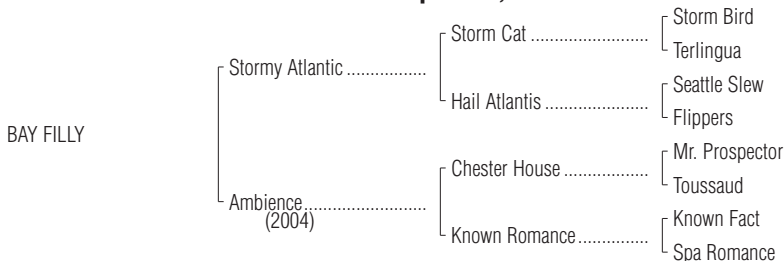 Storm Bird
Storm Cat ..........................
Terlingua
Stormy Atlantic .................
Seattle Slew
Hail Atlantis ......................
Flippers
BAY FILLY
Mr. Prospector
Chester House ..................
Toussaud
Ambience..........................
(2004)
Known Fact
Known Romance...............
Spa Romance